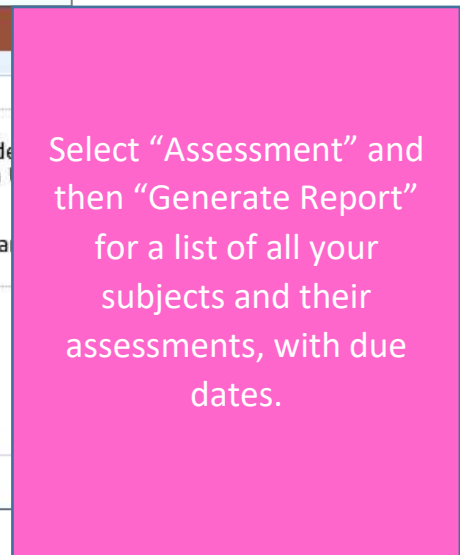 Select “Assessment” and
then “Generate Report”
for a list of all your
subjects and their
assessments, with due
dates.